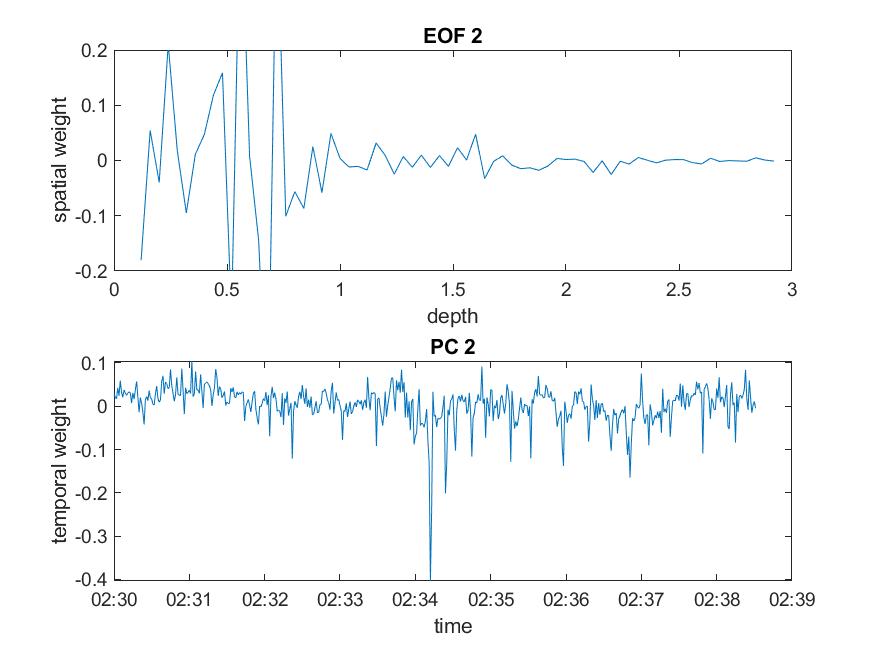 EOF 2
0.2
0.1
0
-0.1
-0.2
spatial weight
0 0.5 1 1.5 2 2.5 3
depth
PC 2
0.1
0
-0.1
-0.2
-0.3
-0.4
temporal weight
02:30 02:31 02:32 02:33 02:34 02:35 02:36 02:37 02:38 02:39
time